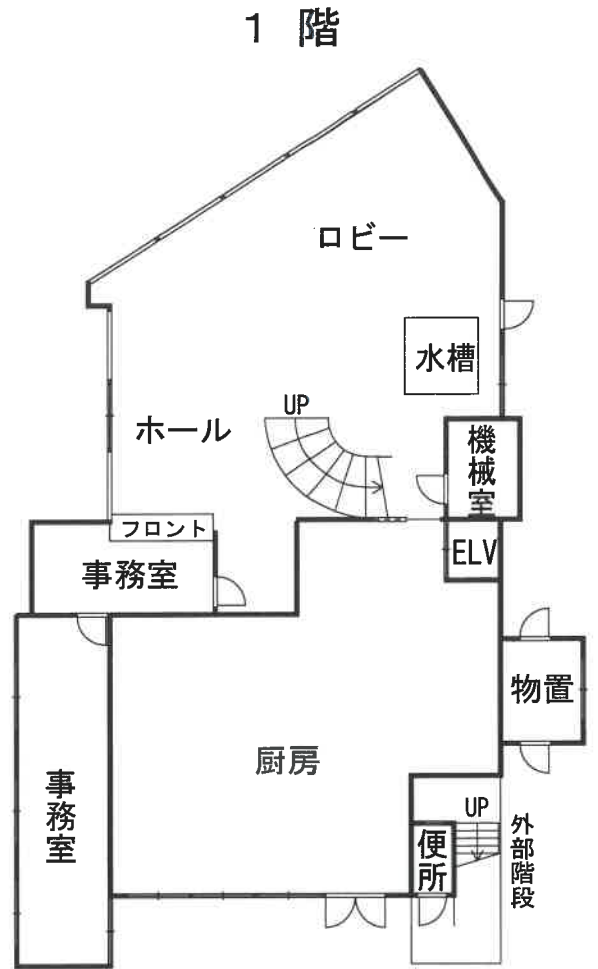 1 階
ロビー
水槽
UP
ホール
機械室
フロント
ELV
事務室
物置
厨房
事務室
UP
外部階段
便所